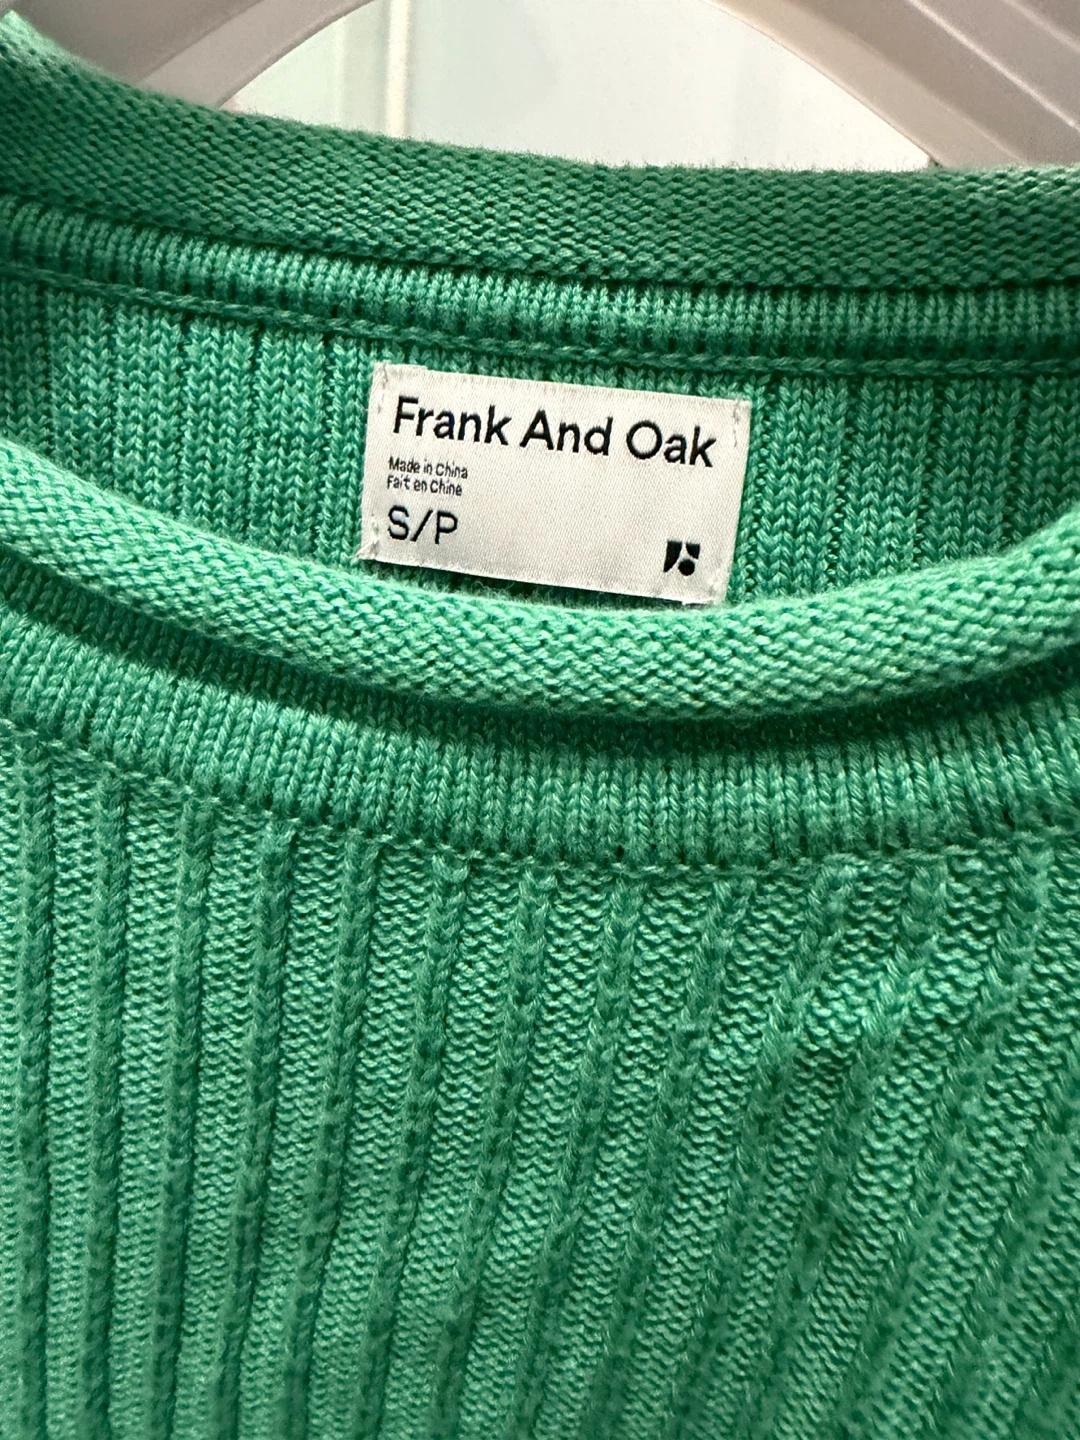 Frank And Oak
Made in China
Fait en Chine
S/P